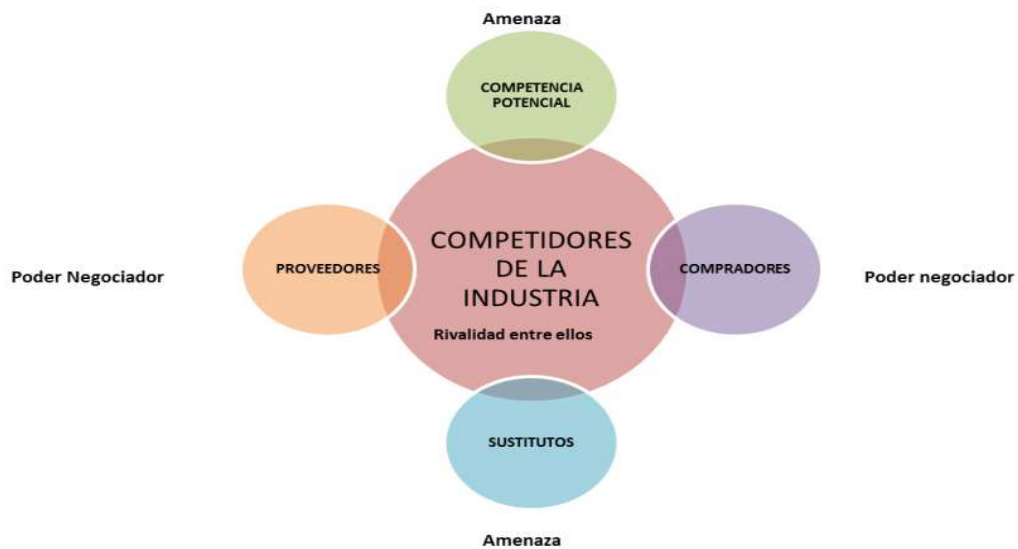 Amenaza
COMPETENCIA
POTENCIAL
COMPETIDORES
DE LA
INDUSTRIA
Rivalidad entre ellos
PROVEEDORES
COMPRADORES
Poder Negociador
Poder negociador
SUSTITUTOS
Amenaza